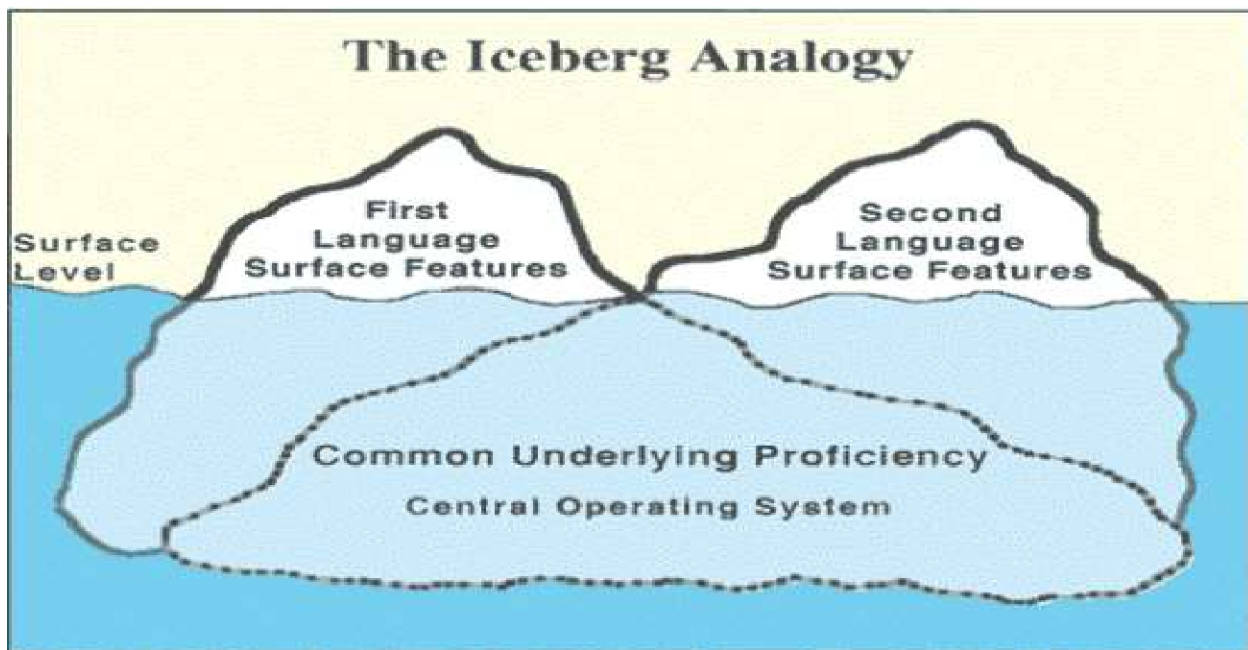 The Iceberg Analogy
First
Language
Surface Features
Second
Language
Surface Features
Surface
Level
Common Underlying Proficiency
Central Operating System